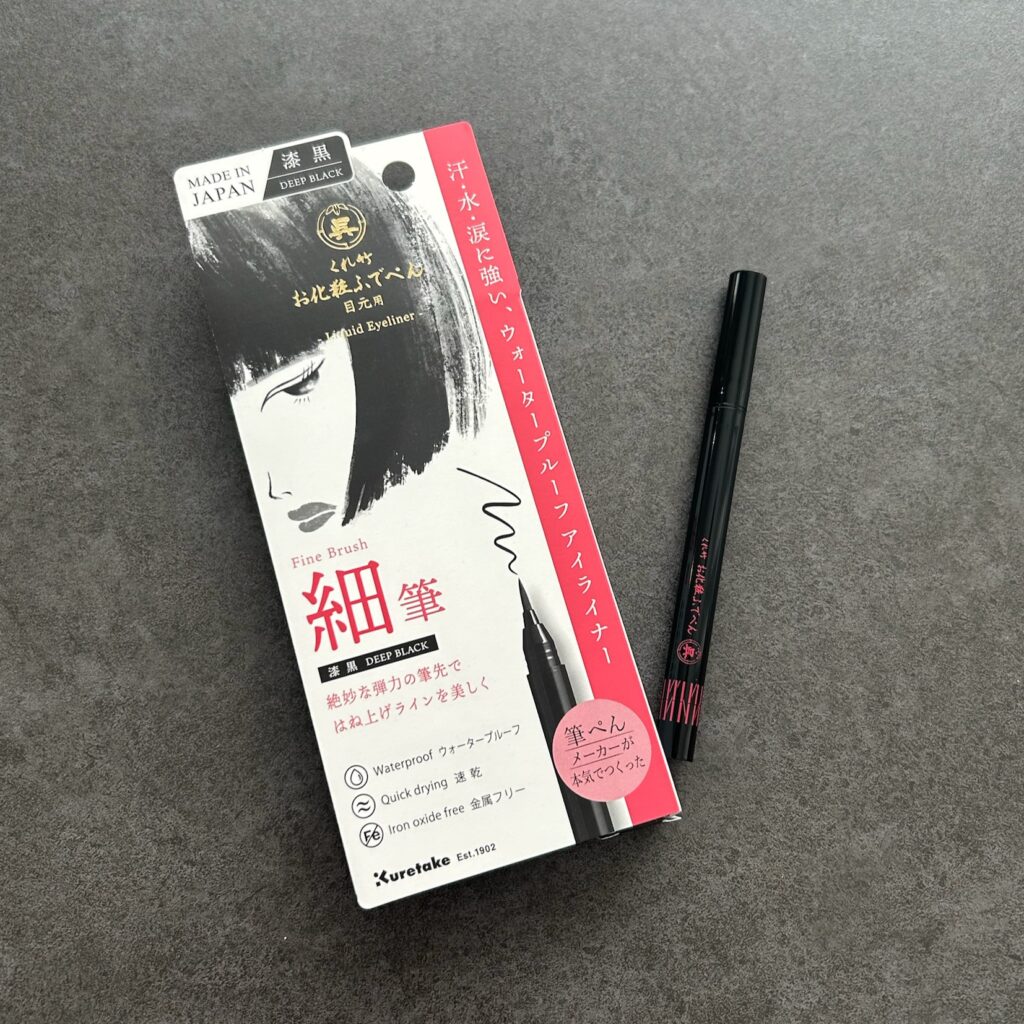 MADE IN
JAPAN
漆黒
DEEP BLACK
呉
くれ竹
お化粧ふでぺん
目元用
Liquid Eyeliner
汗・水・涙に強い、ウォータープルーフ アイライナー
Fine Brush
細筆
漆黒 DEEP BLACK
絶妙な弾力の筆先で
はね上げラインを美しく
Waterproof ウォータープルーフ
Quick drying 速乾
Fe Iron oxide free 金属フリー
Kuretake Est.1902
筆ぺん
メーカーが
本気でつくった
くれ竹 お化粧ふでぺん
呉